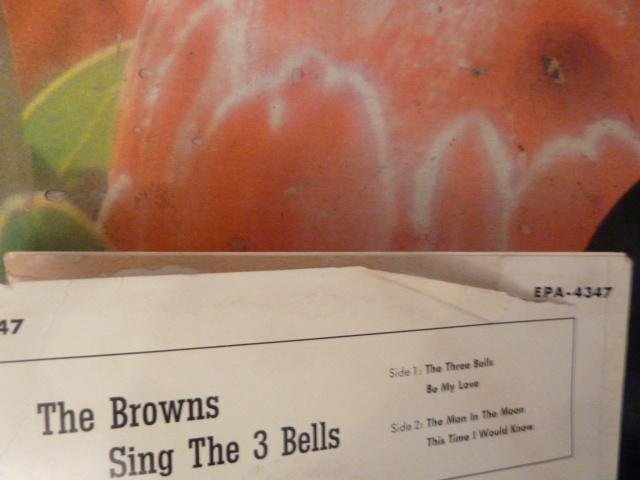 EPA-4347
47
The Browns
Sing The 3 Bells
Side 1: The Three Bells
Be My Love
Side 2: The Man In The Moon
This Time I Would Know